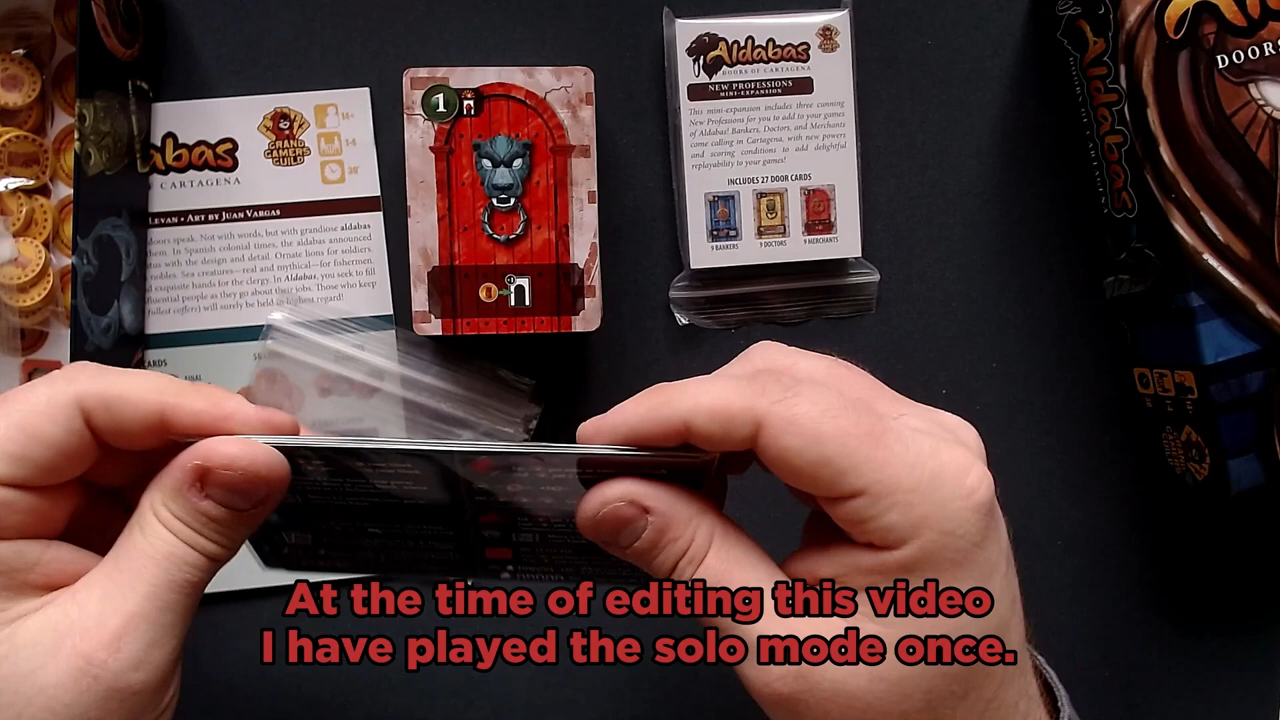 abas
CARTAGENA
GRAND
GAMERS
GUILD
14+
1-5
30'
LEVAN • ART BY JUAN VARGAS
doors speak. Not with words, but with grandiose aldabas
hem. In Spanish colonial times, the aldabas announced
tus with the design and detail. Ornate lions for soldiers.
nobles. Sea creatures—real and mythical—for fishermen.
exquisite hands for the clergy. In Aldabas, you seek to fill
fluential people as they go about their days. Those who keep
fullest coffers) will surely be held in highest regard!
CARDS
1
Aldabas
DOORS OF CARTAGENA
NEW PROFESSIONS
MINI-EXPANSION
This mini-expansion includes three cunning
New Professions for you to add to your games
of Aldabas! Bankers, Doctors, and Merchants
come calling in Cartagena, with new powers
and scoring conditions to add delightful
replayability to your games!
INCLUDES 27 DOOR CARDS
9 BANKERS
9 DOCTORS
9 MERCHANTS
Aldabas
DOORS OF CARTAGENA
DOORS
At the time of editing this video
I have played the solo mode once.